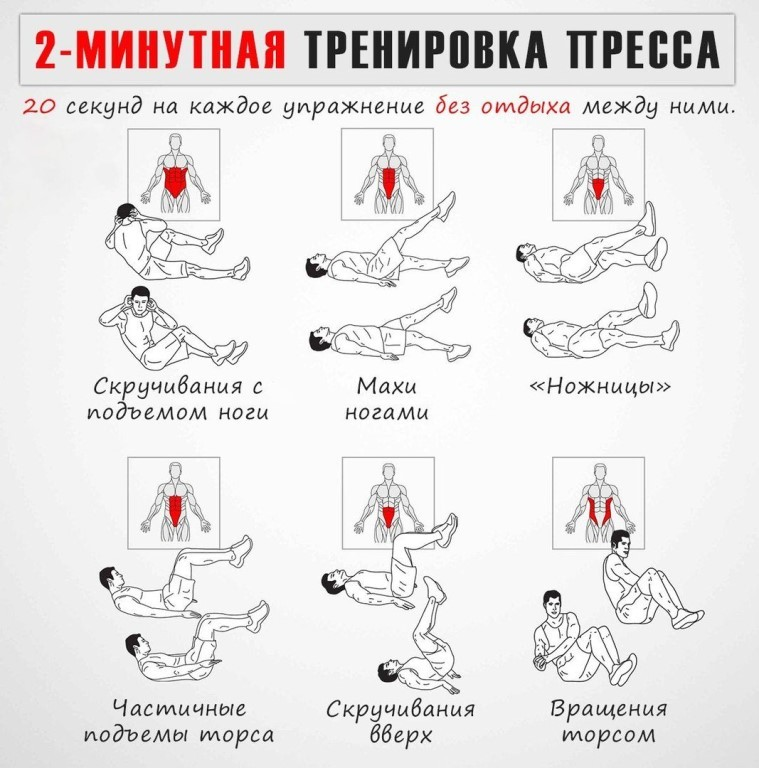 2-МИНУТНАЯ ТРЕНИРОВКА ПРЕССА
20 секунд на каждое упражнение без отдыха между ними.
Скручивания с
подъемом ноги
Махи
ногами
«Ножницы»
Частичные
подъемы торса
Скручивания
вверх
Вращения
торсом